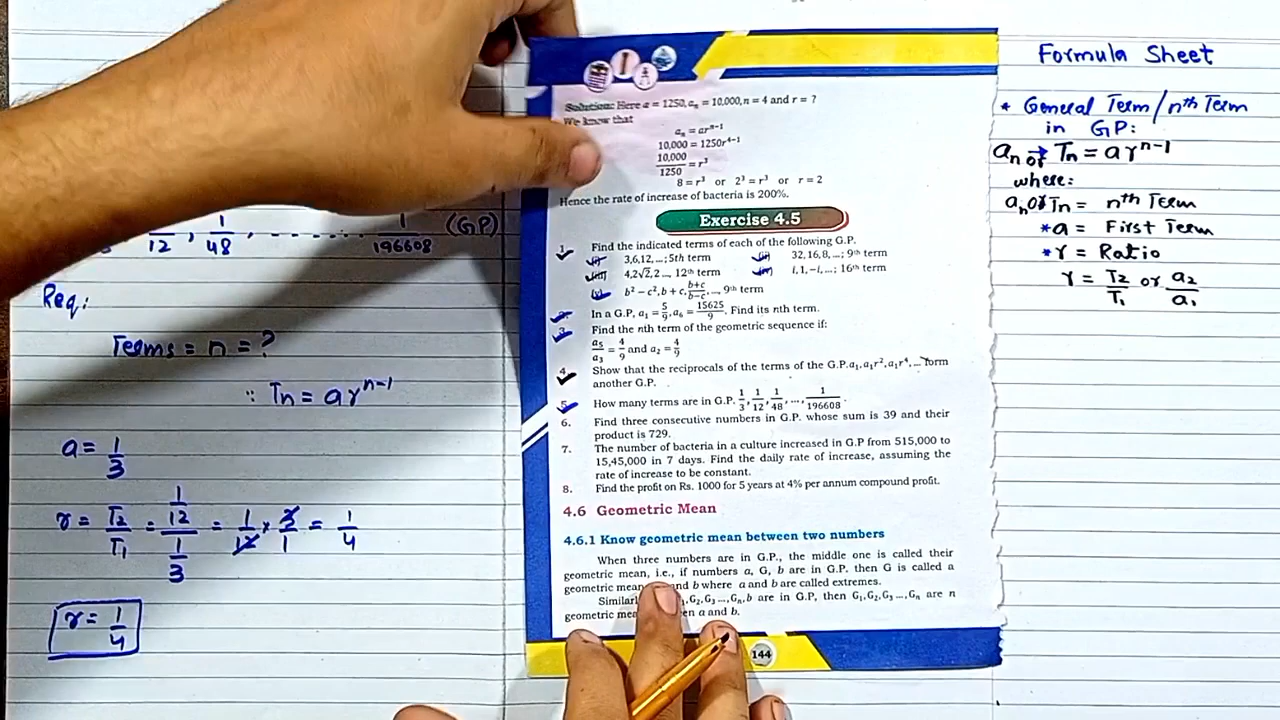 1/12, 1/48, ........ 1/196608 (GP)
Req:
Terms = n = ?
∵ Tn = ar^(n-1)
a = 1/3
r = T2/T1 = (1/12)/(1/3) = 1/12 × 3/1 = 1/4
r = 1/4
Solution: Here a = 1250, aₙ = 10,000, n = 4 and r = ?
We know that
aₙ = arⁿ⁻¹
10,000 = 1250r⁴⁻¹
10,000/1250 = r³
8 = r³ or 2³ = r³ or r = 2
Hence the rate of increase of bacteria is 200%.
Exercise 4.5
1. Find the indicated terms of each of the following G.P.
(i) 3,6,12,...; 5th term (ii) 32,16,8,...; 9th term
(iii) 4,2√2,2..., 12th term (iv) i,1,-i,...; 16th term
(v) b² − c², b + c, (b+c)/(b−c), ..., 9th term
2. In a G.P, a₁ = 5/9, a₆ = 15625/9. Find its nth term.
3. Find the nth term of the geometric sequence if:
a₅/a₃ = 4/9 and a₂ = 4/9
4. Show that the reciprocals of the terms of the G.P. a₁, a₁r², a₁r⁴, ... form
another G.P.
5. How many terms are in G.P. 1/3, 1/12, 1/48, ..., 1/196608.
6. Find three consecutive numbers in G.P. whose sum is 39 and their
product is 729.
7. The number of bacteria in a culture increased in G.P from 515,000 to
15,45,000 in 7 days. Find the daily rate of increase, assuming the
rate of increase to be constant.
8. Find the profit on Rs. 1000 for 5 years at 4% per annum compound profit.
4.6 Geometric Mean
4.6.1 Know geometric mean between two numbers
When three numbers are in G.P., the middle one is called their
geometric mean, i.e., if numbers a, G, b are in G.P. then G is called a
geometric mean and b where a and b are called extremes.
,G₂,G₃...,Gₙ,b are in G.P, then G₁,G₂,G₃...,Gₙ are n
geometric a and b.
144
Formula Sheet
* General Term/nth Term
in GP:
an or Tn = ar^(n-1)
where:
an or Tn = nth Term
*a = First Term
*r = Ratio
r = T2/T1 or a2/a1